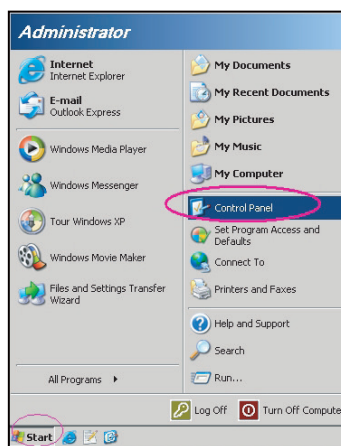 Administrator
Internet
Internet Explorer
E-mail
Outlook Express
Windows Media Player
Windows Messenger
Tour Windows XP
Windows Movie Maker
Files and Settings Transfer
Wizard
All Programs
My Documents
My Recent Documents
My Pictures
My Music
My Computer
Control Panel
Set Program Access and
Defaults
Connect To
Printers and Faxes
Help and Support
Search
Run...
Log Off
Turn Off Compute
Start